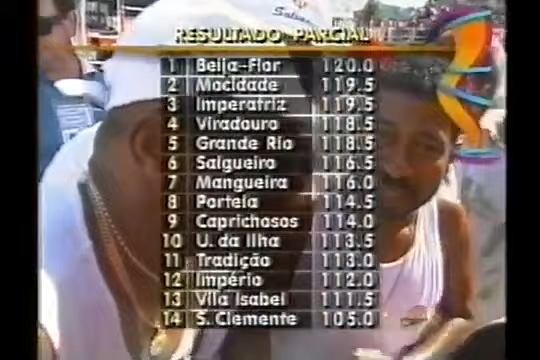 RESULTADO PARCIAL
1 Beija-Flor 120.0
2 Mocidade 119.5
3 Imperatriz 119.5
4 Viradouro 118.5
5 Grande Rio 118.5
6 Salgueiro 116.5
7 Mangueira 116.0
8 Portela 114.5
9 Caprichosos 114.0
10 U. da Ilha 113.5
11 Tradição 113.0
12 Império 112.0
13 Vila Isabel 111.5
14 S. Clemente 105.0